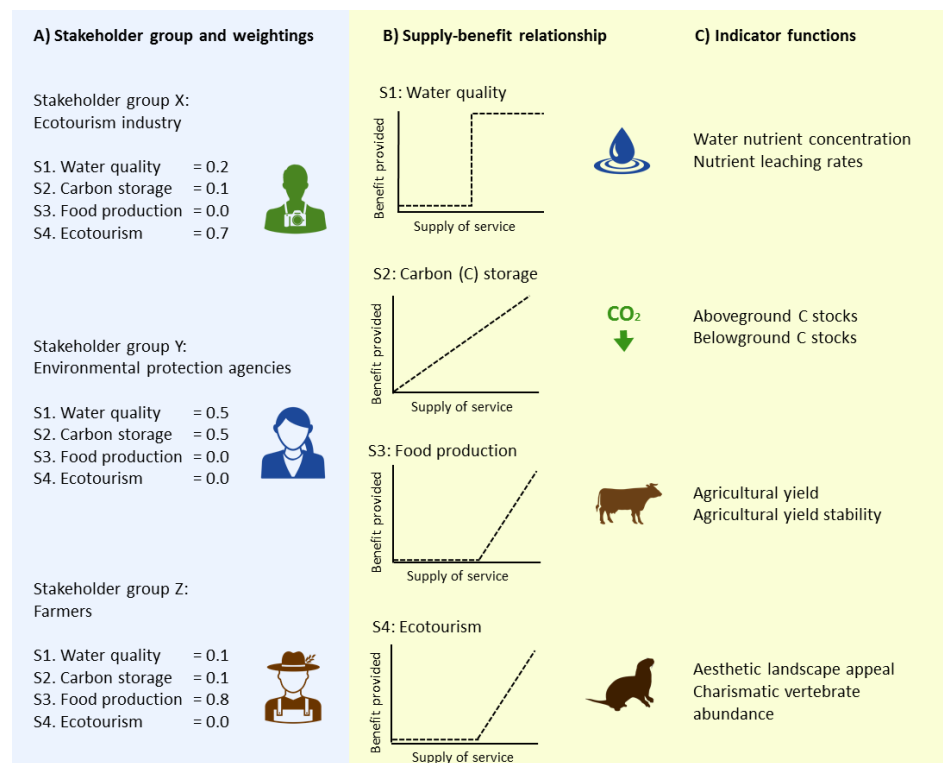 A) Stakeholder group and weightings
Stakeholder group X:
Ecotourism industry
S1. Water quality = 0.2
S2. Carbon storage = 0.1
S3. Food production = 0.0
S4. Ecotourism = 0.7
Stakeholder group Y:
Environmental protection agencies
S1. Water quality = 0.5
S2. Carbon storage = 0.5
S3. Food production = 0.0
S4. Ecotourism = 0.0
Stakeholder group Z:
Farmers
S1. Water quality = 0.1
S2. Carbon storage = 0.1
S3. Food production = 0.8
S4. Ecotourism = 0.0
B) Supply-benefit relationship
S1: Water quality
Benefit provided
Supply of service
S2: Carbon (C) storage
Benefit provided
Supply of service
S3: Food production
Benefit provided
Supply of service
S4: Ecotourism
Benefit provided
Supply of service
C) Indicator functions
Water nutrient concentration
Nutrient leaching rates
CO₂
Aboveground C stocks
Belowground C stocks
Agricultural yield
Agricultural yield stability
Aesthetic landscape appeal
Charismatic vertebrate
abundance